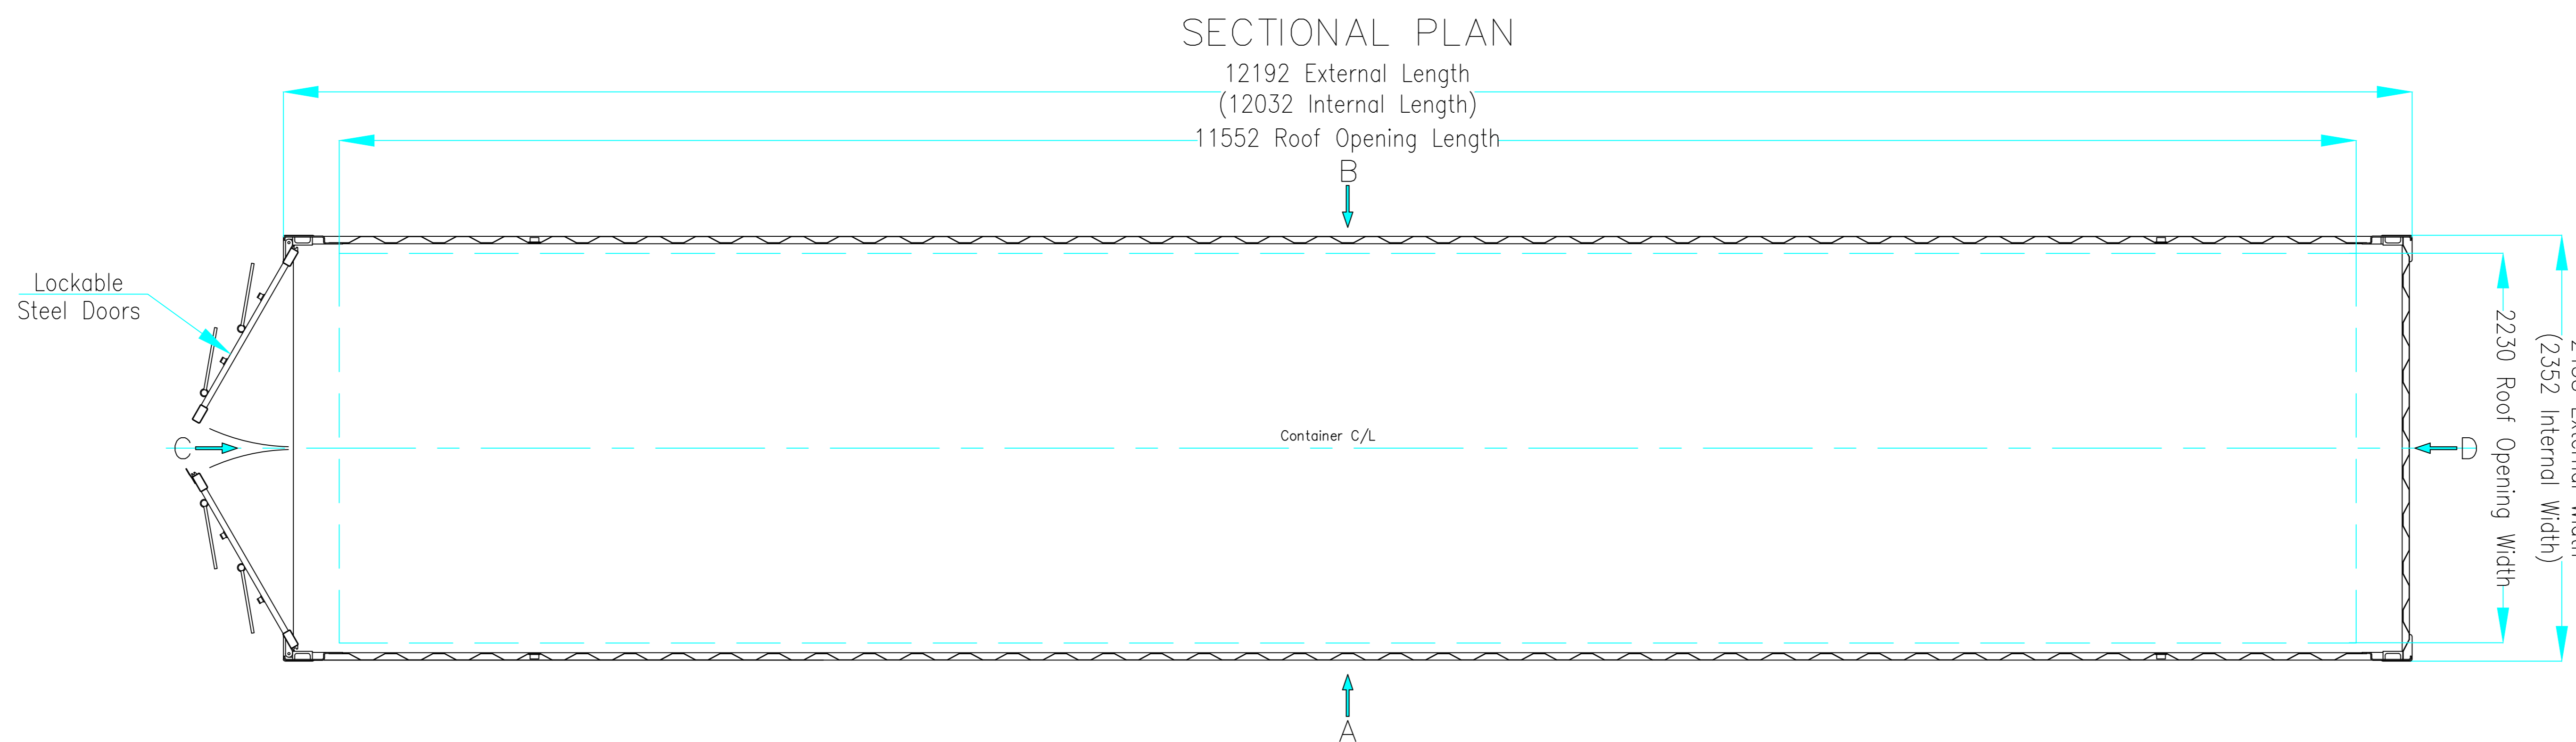 SECTIONAL PLAN
12192 External Length
(12032 Internal Length)
11552 Roof Opening Length
B
Lockable
Steel Doors
C
Container C/L
D
2230 Roof Opening Width
(2352 Internal Width)
A